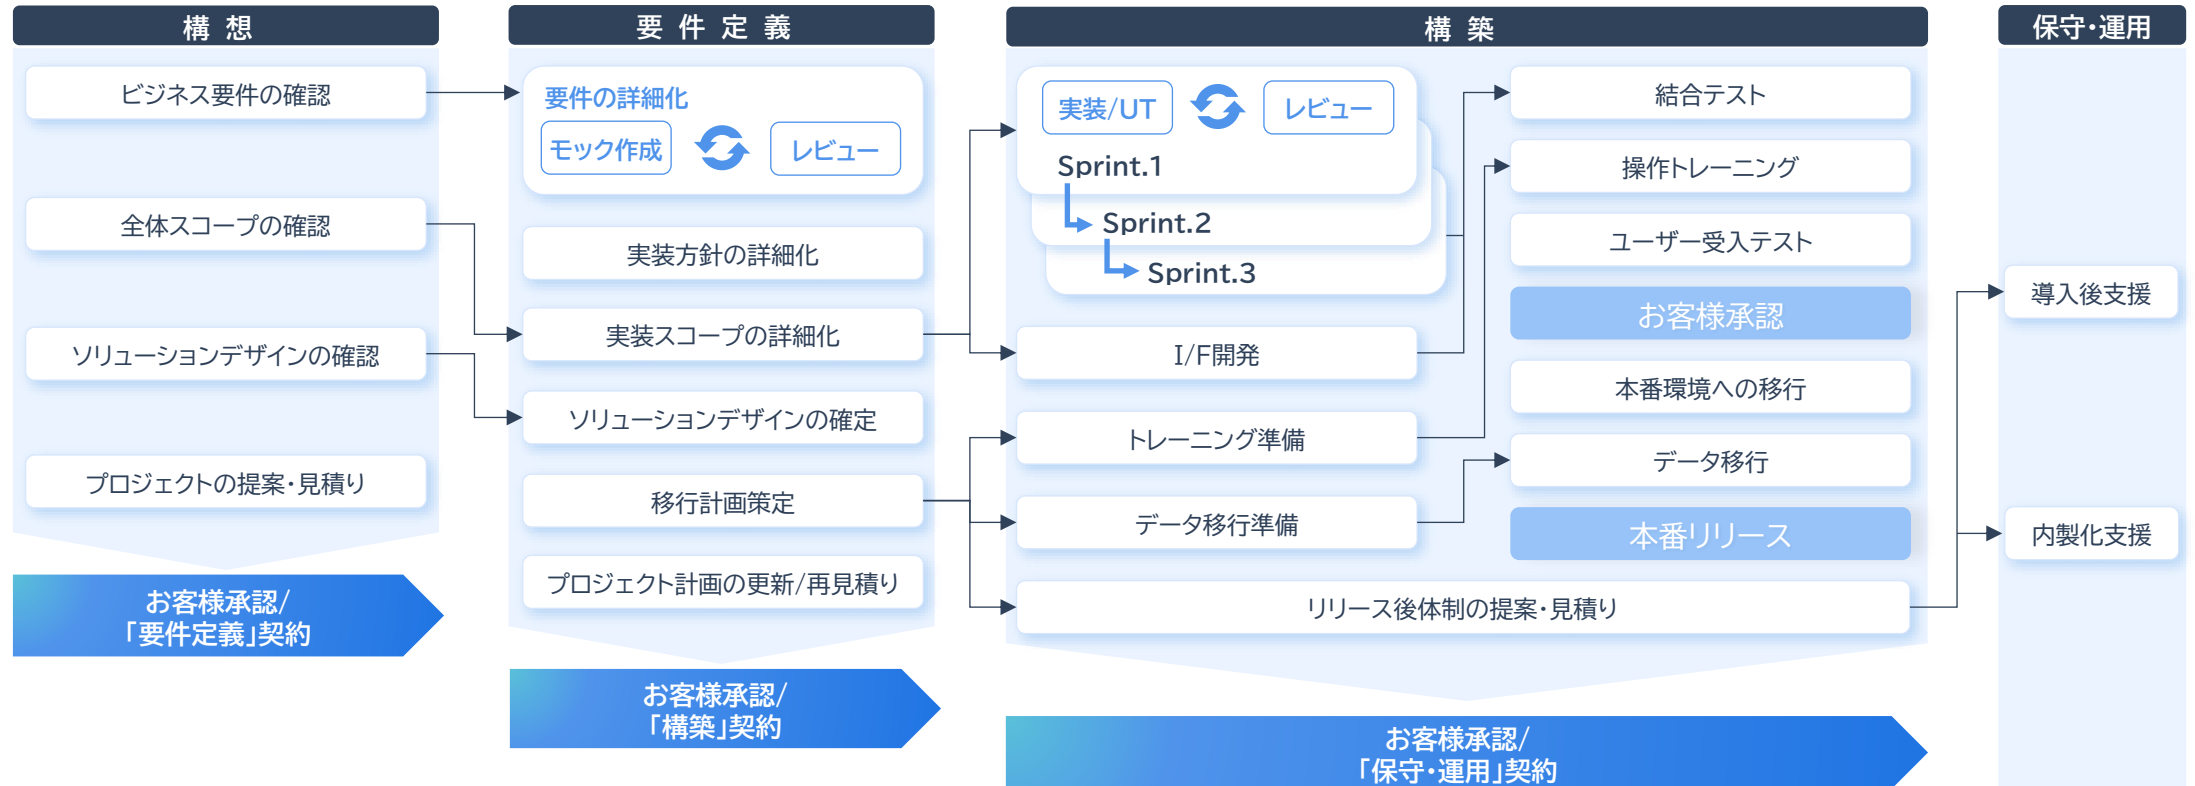 構 想
ビジネス要件の確認
全体スコープの確認
ソリューションデザインの確認
プロジェクトの提案・見積り
お客様承認/
「要件定義」契約
要 件 定 義
要件の詳細化
モック作成
レビュー
実装方針の詳細化
実装スコープの詳細化
ソリューションデザインの確定
移行計画策定
プロジェクト計画の更新/再見積り
お客様承認/
「構築」契約
構 築
実装/UT
レビュー
Sprint.1
Sprint.2
Sprint.3
I/F開発
トレーニング準備
データ移行準備
結合テスト
操作トレーニング
ユーザー受入テスト
お客様承認
本番環境への移行
データ移行
本番リリース
リリース後体制の提案・見積り
お客様承認/
「保守・運用」契約
保守・運用
導入後支援
内製化支援